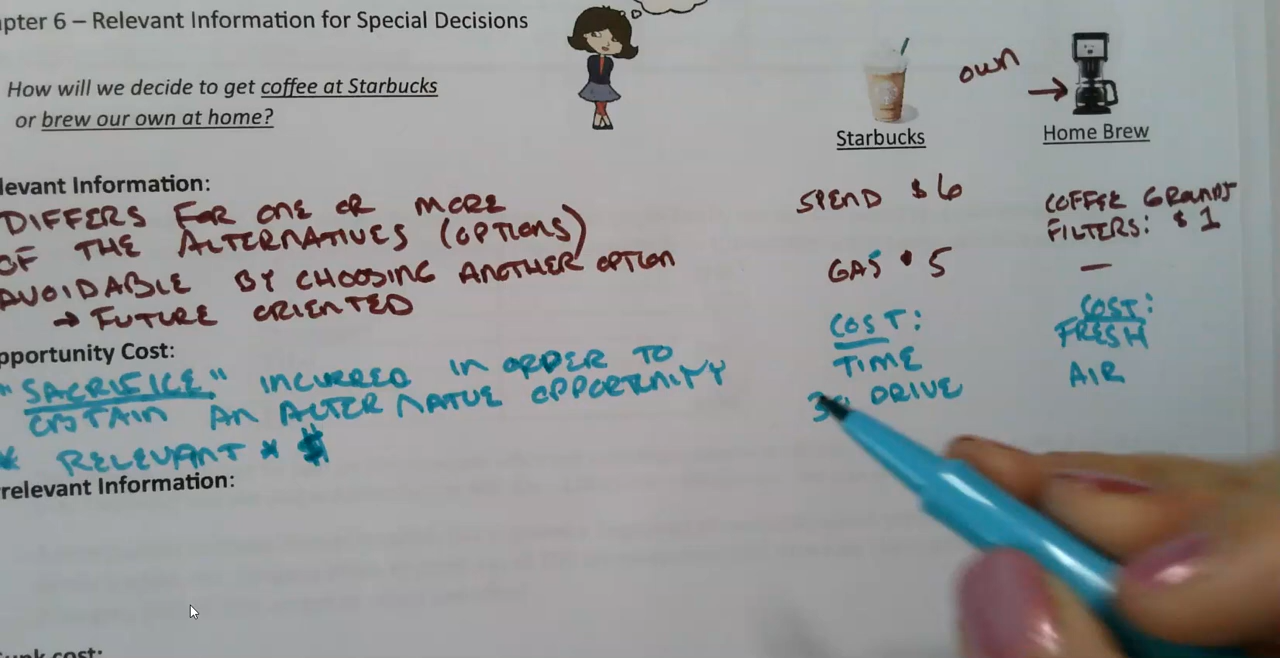 pter 6 – Relevant Information for Special Decisions
How will we decide to get coffee at Starbucks
or brew our own at home?
own
Starbucks
Home Brew
levant Information:
DIFFERS FOR ONE OR MORE
OF THE ALTERNATIVES (OPTIONS)
AVOIDABLE BY CHOOSING ANOTHER OPTION
→ FUTURE ORIENTED
SPEND $6
COFFEE GROUNDS
FILTERS: $1
GAS $5
—
pportunity Cost:
"SACRIFICE" INCURRED IN ORDER TO
OBTAIN AN ALTERNATIVE OPPORTUNITY
* RELEVANT * $
COST:
TIME
DRIVE
COST:
FRESH
AIR
relevant Information:
unk cost: